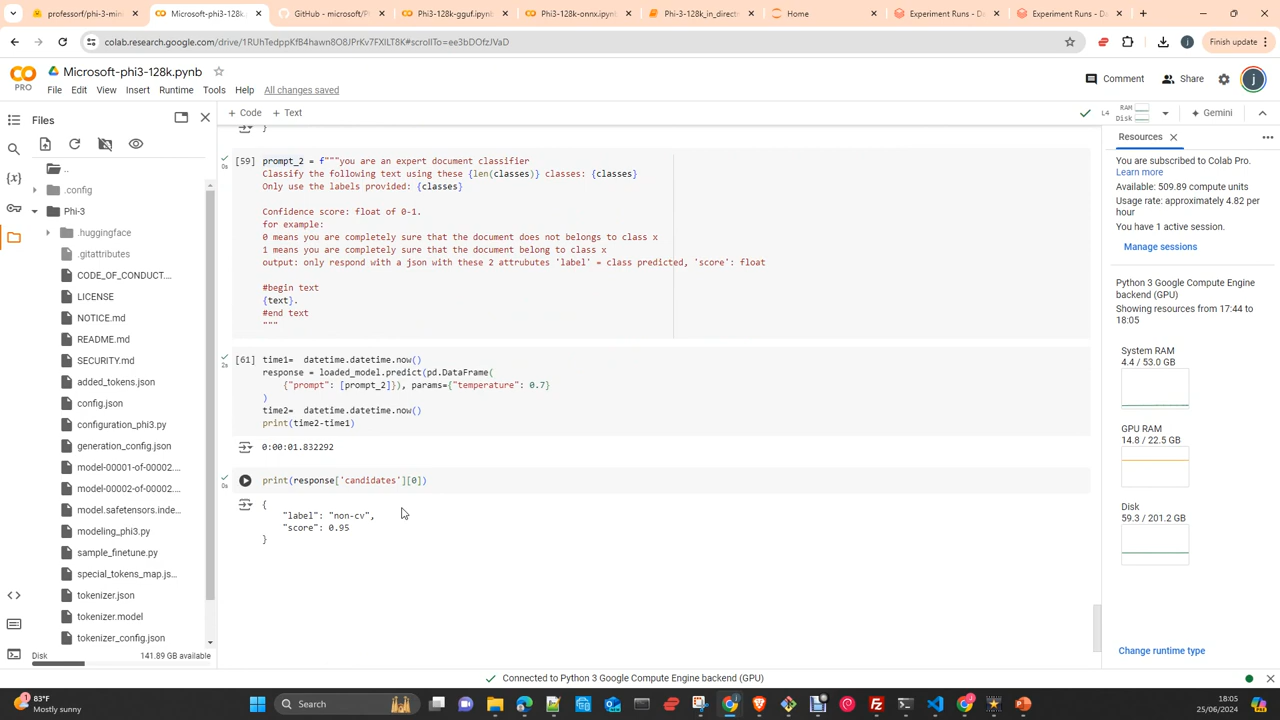 professorf/phi-3-min
Microsoft-phi3-128k.
GitHub - microsoft/P
Phi3-128k-gguf.ipynb
Phi3-128k-onnx.ipynb
Phi-3-128k_in_directe
Home
Experiment Runs - Da
Experiment Runs - Da
colab.research.google.com/drive/1RUhTedppKfB4hawn8O8JPrKv7FXlLT8K#scrollTo=ee3bDOfzJVaD
Finish update
PRO
Microsoft-phi3-128k.pynb
File Edit View Insert Runtime Tools Help All changes saved
Comment
Share
j
Files
+ Code + Text
L4
RAM
Disk
Gemini
..
.config
Phi-3
.huggingface
.gitattributes
CODE_OF_CONDUCT....
LICENSE
NOTICE.md
README.md
SECURITY.md
added_tokens.json
config.json
configuration_phi3.py
generation_config.json
model-00001-of-00002....
model-00002-of-00002....
model.safetensors.inde...
modeling_phi3.py
sample_finetune.py
special_tokens_map.js...
tokenizer.json
tokenizer.model
tokenizer_config.json
Disk 141.89 GB available
}
[59] prompt_2 = f"""you are an expert document classifier
Classify the following text using these {len(classes)} classes: {classes}
Only use the labels provided: {classes}
Confidence score: float of 0-1.
for example:
0 means you are completely sure that the document does not belongs to class x
1 means you are completely sure that the document belong to class x
output: only respond with a json with these 2 attrubutes 'label' = class predicted, 'score': float
#begin text
{text}.
#end text
"""
0s
[61] time1= datetime.datetime.now()
response = loaded_model.predict(pd.DataFrame(
{"prompt": [prompt_2]}), params={"temperature": 0.7}
)
time2= datetime.datetime.now()
print(time2-time1)
2s
0:00:01.832292
print(response['candidates'][0])
0s
{
"label": "non-cv",
"score": 0.95
}
Resources
You are subscribed to Colab Pro.
Learn more
Available: 509.89 compute units
Usage rate: approximately 4.82 per
hour
You have 1 active session.
Manage sessions
Python 3 Google Compute Engine
backend (GPU)
Showing resources from 17:44 to
18:05
System RAM
4.4 / 53.0 GB
GPU RAM
14.8 / 22.5 GB
Disk
59.3 / 201.2 GB
Change runtime type
Connected to Python 3 Google Compute Engine backend (GPU)
83°F
Mostly sunny
Search
18:05
25/06/2024